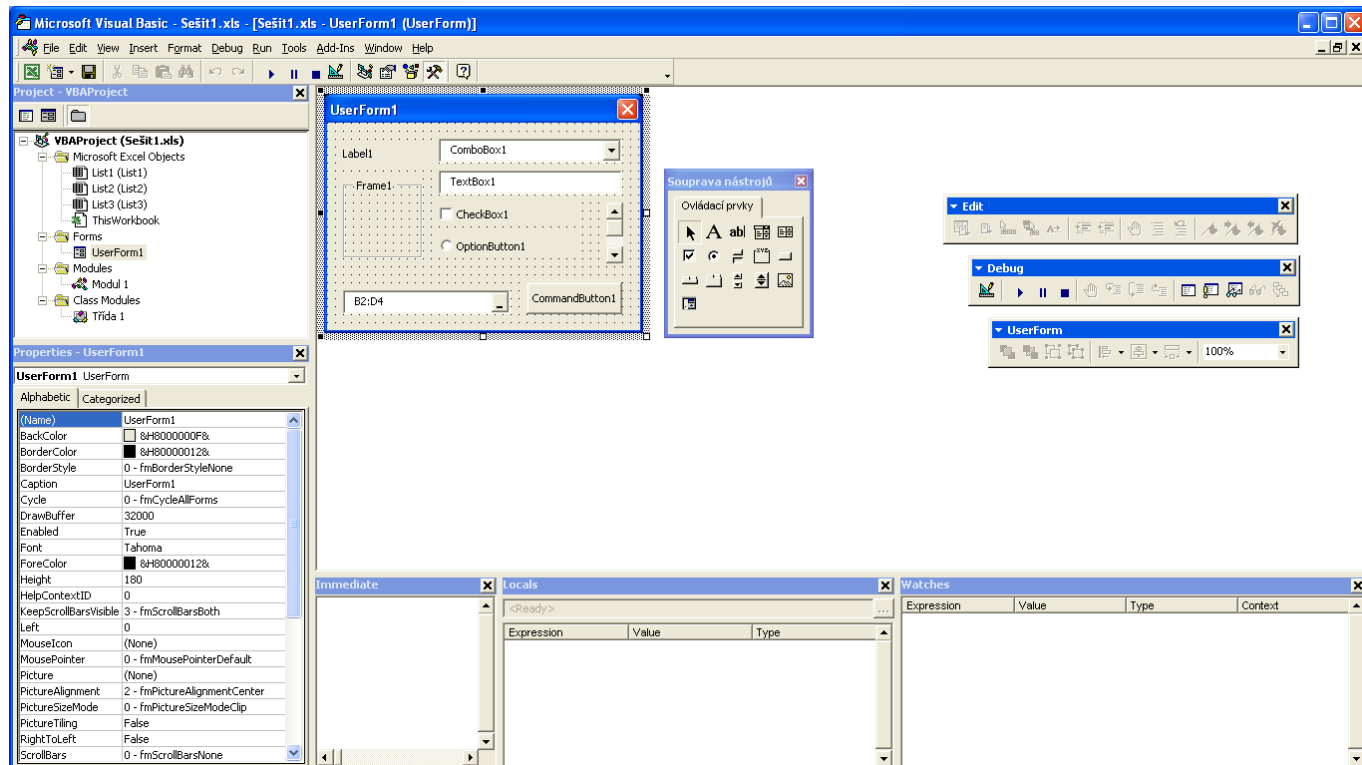 Microsoft Visual Basic - Sešit1.xls - [Sešit1.xls - UserForm1 (UserForm)]
File Edit View Insert Format Debug Run Tools Add-Ins Window Help
Project - VBAProject
VBAProject (Sešit1.xls)
Microsoft Excel Objects
List1 (List1)
List2 (List2)
List3 (List3)
ThisWorkbook
Forms
UserForm1
Modules
Modul 1
Class Modules
Třída 1
Properties - UserForm1
UserForm1 UserForm
Alphabetic Categorized
(Name) UserForm1
BackColor &H8000000F&
BorderColor &H80000012&
BorderStyle 0 - fmBorderStyleNone
Caption UserForm1
Cycle 0 - fmCycleAllForms
DrawBuffer 32000
Enabled True
Font Tahoma
ForeColor &H80000012&
Height 180
HelpContextID 0
KeepScrollBarsVisible 3 - fmScrollBarsBoth
Left 0
MouseIcon (None)
MousePointer 0 - fmMousePointerDefault
Picture (None)
PictureAlignment 2 - fmPictureAlignmentCenter
PictureSizeMode 0 - fmPictureSizeModeClip
PictureTiling False
RightToLeft False
ScrollBars 0 - fmScrollBarsNone
UserForm1
Label1 ComboBox1
Frame1 TextBox1
CheckBox1
OptionButton1
B2:D4 CommandButton1
Souprava nástrojů
Ovládací prvky
A ab|
XYZ
Edit
Debug
UserForm
100%
Immediate
Locals
<Ready> ...
Expression Value Type
Watches
Expression Value Type Context